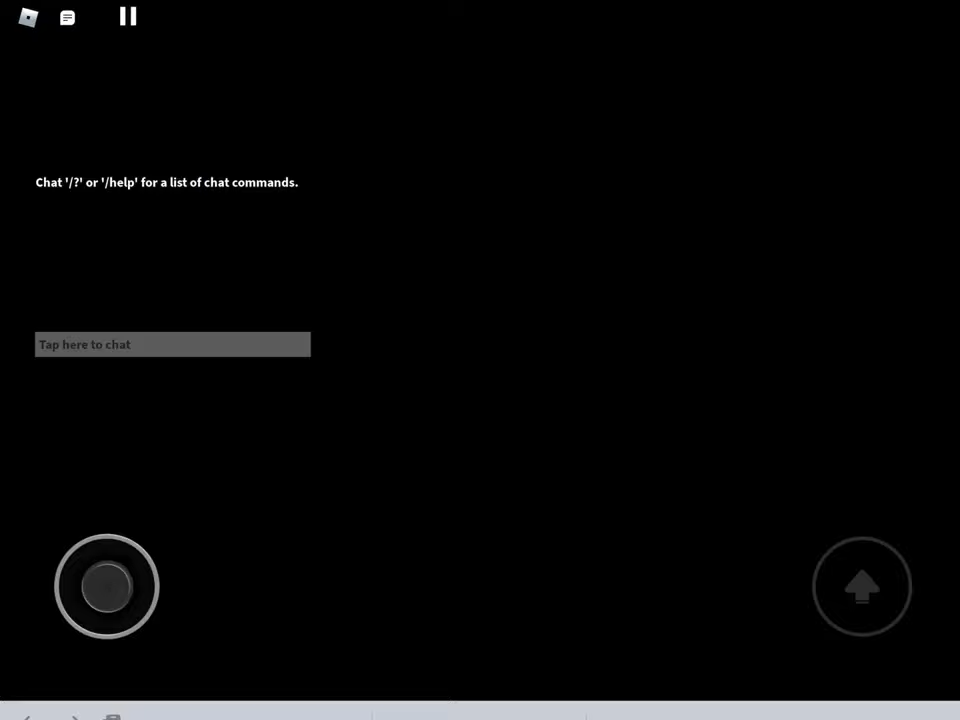 Chat '/?' or '/help' for a list of chat commands.
Tap here to chat